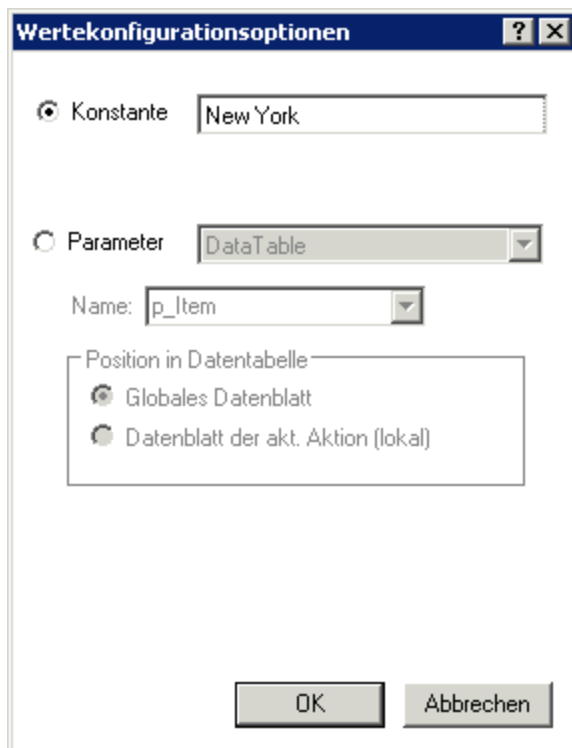 Wertekonfigurationsoptionen
Konstante New York
Parameter DataTable
Name: p_Item
Position in Datentabelle
Globales Datenblatt
Datenblatt der akt. Aktion (lokal)
OK Abbrechen